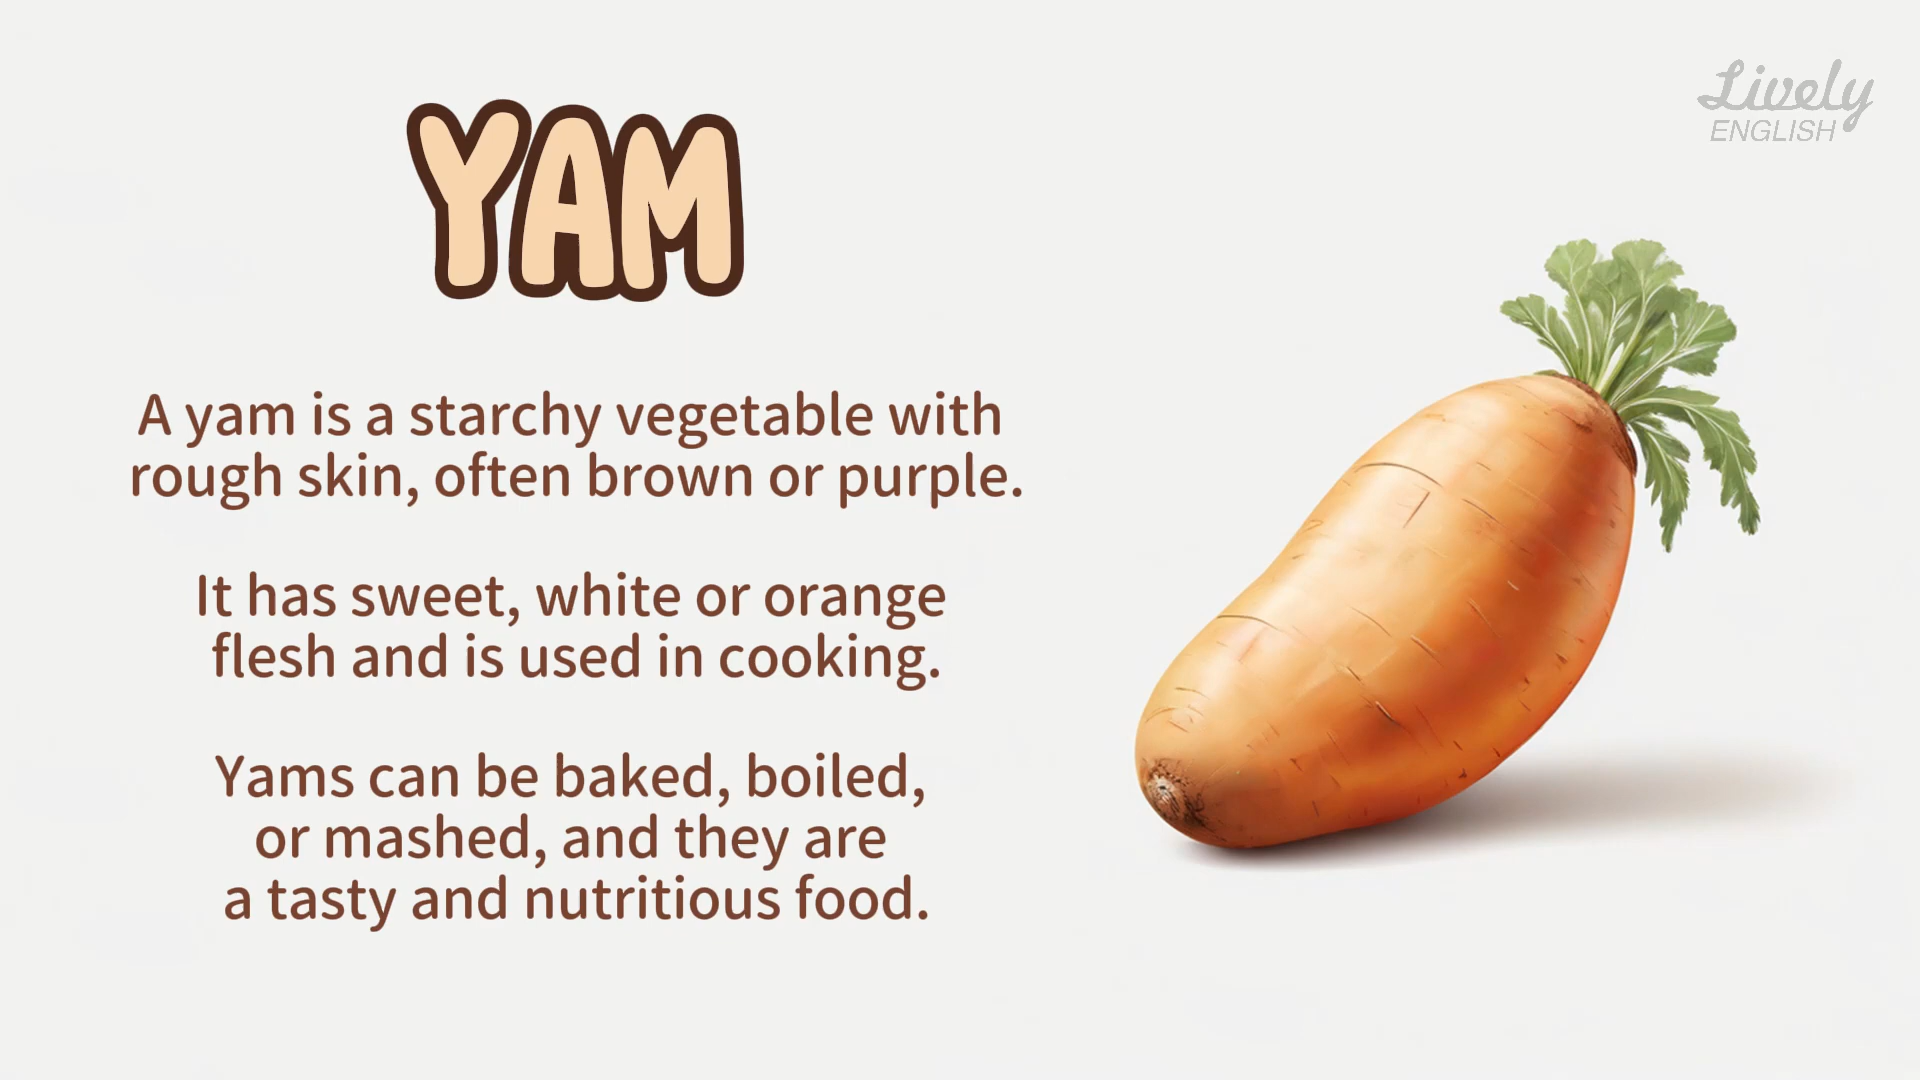 YAM
Lively
ENGLISH
A yam is a starchy vegetable with
rough skin, often brown or purple.
It has sweet, white or orange
flesh and is used in cooking.
Yams can be baked, boiled,
or mashed, and they are
a tasty and nutritious food.